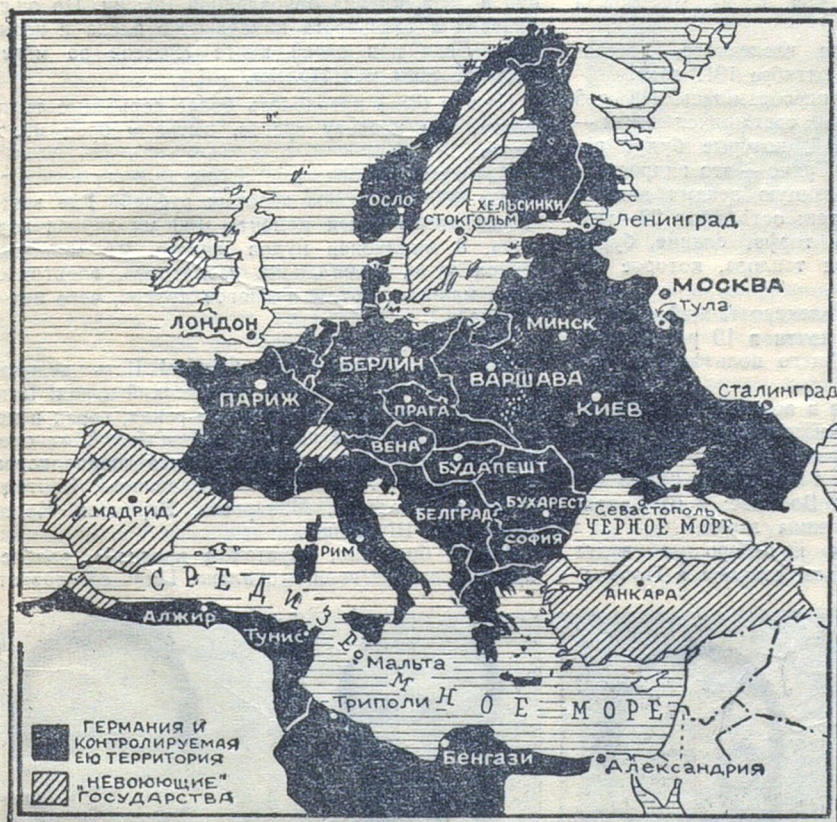 ОСЛО
ХЕЛЬСИНКИ
СТОКГОЛЬМ
Ленинград
МОСКВА
Тула
ЛОНДОН
МИНСК
БЕРЛИН
ВАРШАВА
ПАРИЖ
ПРАГА
КИЕВ
СТАЛИНГРАД
ВЕНА
БУДАПЕШТ
МАДРИД
БЕЛГРАД
БУХАРЕСТ
Севастополь
ЧЕРНОЕ МОРЕ
РИМ
СОФИЯ
СРЕДИЗЕМНОЕ МОРЕ
АНКАРА
Алжир
Тунис
Мальта
Триполи
Бенгази
Александрия
ГЕРМАНИЯ И
КОНТРОЛИРУЕМАЯ
ЕЮ ТЕРРИТОРИЯ
„НЕВОЮЮЩИЕ"
ГОСУДАРСТВА